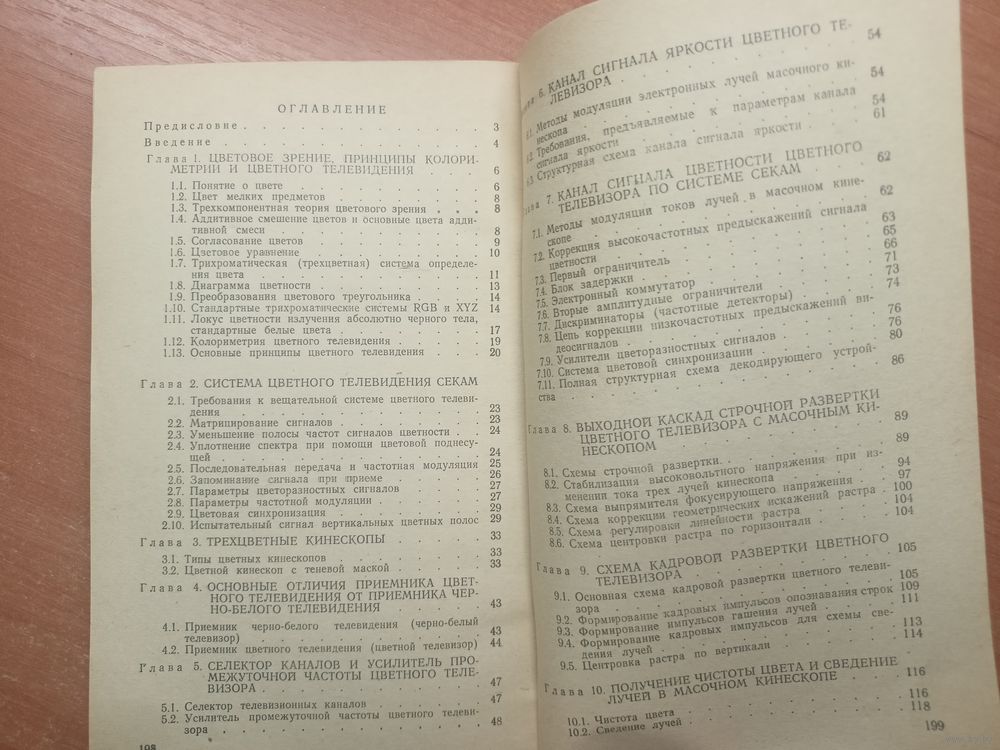 ОГЛАВЛЕНИЕ
Предисловие . . . . . . . . . . . . . . 3
Введение . . . . . . . . . . . . . . 4
Глава 1. ЦВЕТОВОЕ ЗРЕНИЕ, ПРИНЦИПЫ КОЛОРИ-
МЕТРИИ И ЦВЕТНОГО ТЕЛЕВИДЕНИЯ . . . . 6
1.1. Понятие о цвете . . . . . . . . 6
1.2. Цвет мелких предметов . . . . . . 8
1.3. Трехкомпонентная теория цветового зрения . . . 8
1.4. Аддитивное смешение цветов и основные цвета адди-
тивной смеси . . . . . . . . 8
1.5. Согласование цветов . . . . . . . 9
1.6. Цветовое уравнение . . . . . . . 10
1.7. Трихроматическая (трехцветная) система определе-
ния цвета . . . . . . . . 11
1.8. Диаграмма цветности . . . . . . . 13
1.9. Преобразования цветового треугольника . . . . 14
1.10. Стандартные трихроматические системы RGB и XYZ 14
1.11. Локус цветности излучения абсолютно черного тела,
стандартные белые цвета . . . . . . 17
1.12. Колориметрия цветного телевидения . . . . 19
1.13. Основные принципы цветного телевидения . . . 20
Глава 2. СИСТЕМА ЦВЕТНОГО ТЕЛЕВИДЕНИЯ СЕКАМ
2.1. Требования к вещательной системе цветного телеви-
дения . . . . . . . . 23
2.2. Матрицирование сигналов . . . . . . 23
2.3. Уменьшение полосы частот сигналов цветности . . 24
2.4. Уплотнение спектра при помощи цветовой поднесу-
щей . . . . . . . . 24
2.5. Последовательная передача и частотная модуляция 25
2.6. Запоминание сигнала при приеме . . . . 26
2.7. Параметры цветоразностных сигналов . . . . 27
2.8. Параметры частотной модуляции . . . . 27
2.9. Цветовая синхронизация . . . . . . 29
2.10. Испытательный сигнал вертикальных цветных полос 29
Глава 3. ТРЕХЦВЕТНЫЕ КИНЕСКОПЫ . . . . . 33
3.1. Типы цветных кинескопов . . . . . . 33
3.2. Цветной кинескоп с теневой маской . . . . 33
Глава 4. ОСНОВНЫЕ ОТЛИЧИЯ ПРИЕМНИКА ЦВЕТ-
НОГО ТЕЛЕВИДЕНИЯ ОТ ПРИЕМНИКА ЧЕР-
НО-БЕЛОГО ТЕЛЕВИДЕНИЯ . . . . . 43
4.1. Приемник черно-белого телевидения (черно-белый
телевизор) . . . . . . . . 43
4.2. Приемник цветного телевидения (цветной телевизор) 44
Глава 5. СЕЛЕКТОР КАНАЛОВ И УСИЛИТЕЛЬ ПРО-
МЕЖУТОЧНОЙ ЧАСТОТЫ ЦВЕТНОГО ТЕЛЕ-
ВИЗОРА . . . . . . . . 47
5.1. Селектор телевизионных каналов . . . . . 47
5.2. Усилитель промежуточной частоты цветного телеви-
зора . . . . . . . . 48
198
Глава 6. КАНАЛ СИГНАЛА ЯРКОСТИ ЦВЕТНОГО ТЕ-
ЛЕВИЗОРА . . . . . . . . 54
6.1. Методы модуляции электронных лучей масочного ки-
нескопа . . . . . . . . 54
6.2. Требования, предъявляемые к параметрам канала
сигнала яркости . . . . . . . 54
6.3. Структурная схема канала сигнала яркости . . . 61
Глава 7. КАНАЛ СИГНАЛА ЦВЕТНОСТИ ЦВЕТНОГО
ТЕЛЕВИЗОРА ПО СИСТЕМЕ СЕКАМ . . . 62
7.1. Методы модуляции токов лучей в масочном кине-
скопе . . . . . . . . 62
7.2. Коррекция высокочастотных предыскажений сигнала
цветности . . . . . . . . 63
7.3. Первый ограничитель . . . . . . . 65
7.4. Блок задержки . . . . . . . . 66
7.5. Электронный коммутатор . . . . . . 71
7.6. Вторые амплитудные ограничители . . . . 73
7.7. Дискриминаторы (частотные детекторы) . . . 74
7.8. Цепь коррекции низкочастотных предыскажений ви-
деосигналов . . . . . . . . 76
7.9. Усилители цветоразностных сигналов . . . . 76
7.10. Система цветовой синхронизации . . . . 80
7.11. Полная структурная схема декодирующего устрой-
ства . . . . . . . . 86
Глава 8. ВЫХОДНОЙ КАСКАД СТРОЧНОЙ РАЗВЕРТКИ
ЦВЕТНОГО ТЕЛЕВИЗОРА С МАСОЧНЫМ КИ-
НЕСКОПОМ . . . . . . . . 89
8.1. Схемы строчной развертки . . . . . . 89
8.2. Стабилизация высоковольтного напряжения при из-
менении тока трех лучей кинескопа . . . . 94
8.3. Схема выпрямителя фокусирующего напряжения . 97
8.4. Схема коррекции геометрических искажений растра . 100
8.5. Схема регулировки линейности растра . . . 104
8.6. Схема центровки растра по горизонтали . . . 104
Глава 9. СХЕМА КАДРОВОЙ РАЗВЕРТКИ ЦВЕТНОГО
ТЕЛЕВИЗОРА . . . . . . . . 105
9.1. Основная схема кадровой развертки цветного телеви-
зора . . . . . . . . 105
9.2. Формирование кадровых импульсов опознавания строк 109
9.3. Формирование импульсов гашения лучей . . . 111
9.4. Формирование кадровых импульсов для схемы све-
дения лучей . . . . . . . . 113
9.5. Центровка растра по вертикали . . . . . 114
Глава 10. ПОЛУЧЕНИЕ ЧИСТОТЫ ЦВЕТА И СВЕДЕНИЕ
ЛУЧЕЙ В МАСОЧНОМ КИНЕСКОПЕ . . . 116
10.1. Чистота цвета . . . . . . . . 116
10.2. Сведение лучей . . . . . . . . 118
199